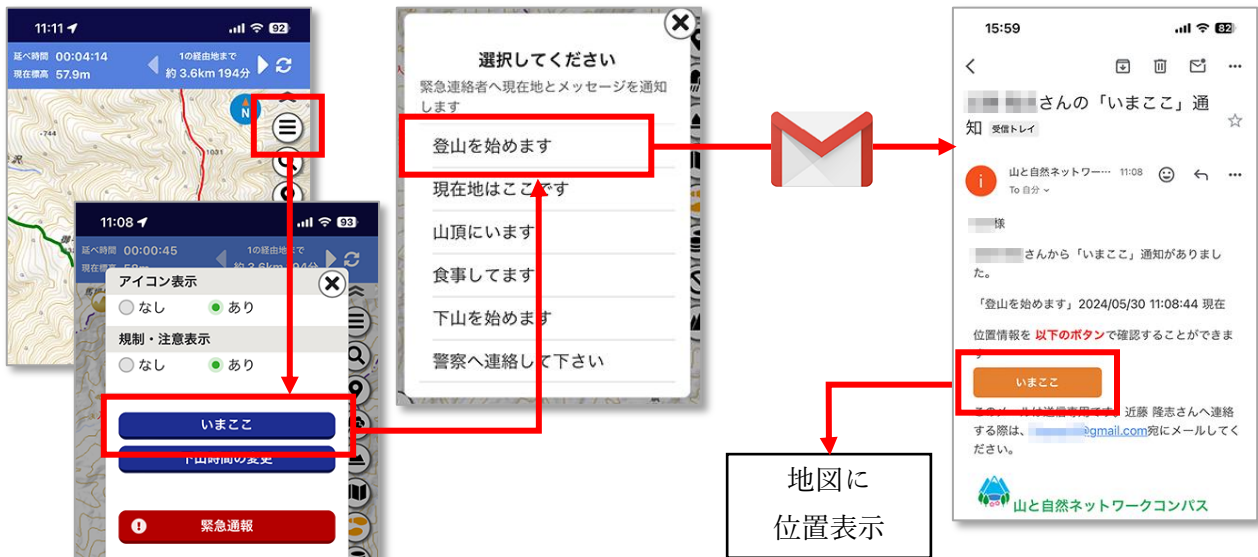 11:11
92
延べ時間 00:04:14
現在標高 57.9m
1の経由地まで
約 3.6km 194分
N
・744
沢
1031
11:08
93
延べ時間 00:00:45
1の経由地まで
現在標高 58m
約 3.6km 194分
アイコン表示
なし
あり
規制・注意表示
なし
あり
いまここ
下山時間の変更
緊急通報
選択してください
緊急連絡者へ現在地とメッセージを通知
します
登山を始めます
現在地はここです
山頂にいます
食事してます
下山を始めます
警察へ連絡して下さい
地図に
位置表示
15:59
82
さんの「いまここ」通
知 受信トレイ
i
山と自然ネットワー… 11:08
To 自分
様
さんから「いまここ」通知がありまし
た。
「登山を始めます」2024/05/30 11:08:44 現在
位置情報を 以下のボタンで確認することができま
す
いまここ
このメールは送信専用です。近藤 隆志さんへ連絡
する際は、@gmail.com宛にメールしてく
ださい。
山と自然ネットワークコンパス